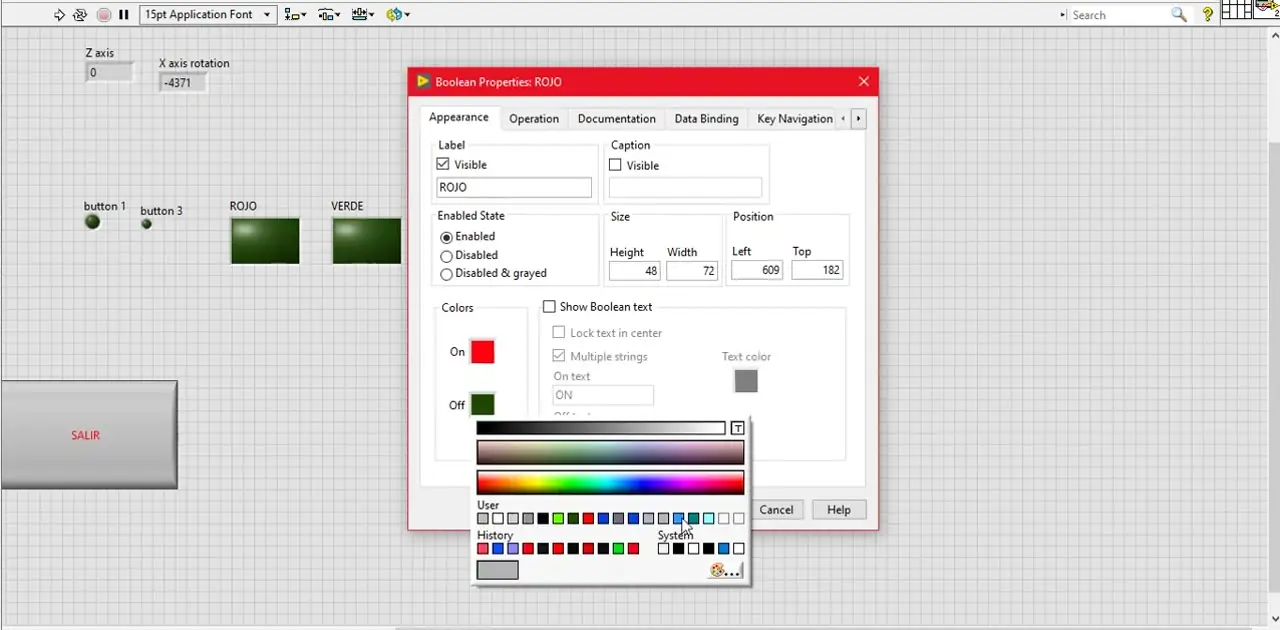 15pt Application Font
Search
Z axis
0
X axis rotation
-4371
button 1
button 3
ROJO
VERDE
SALIR
Boolean Properties: ROJO
Appearance
Operation
Documentation
Data Binding
Key Navigation
Label
Visible
ROJO
Caption
Visible
Enabled State
Enabled
Disabled
Disabled & grayed
Size
Height
Width
48
72
Position
Left
Top
609
182
Colors
On
Off
Show Boolean text
Lock text in center
Multiple strings
On text
ON
Text color
T
User
History
System
Cancel
Help